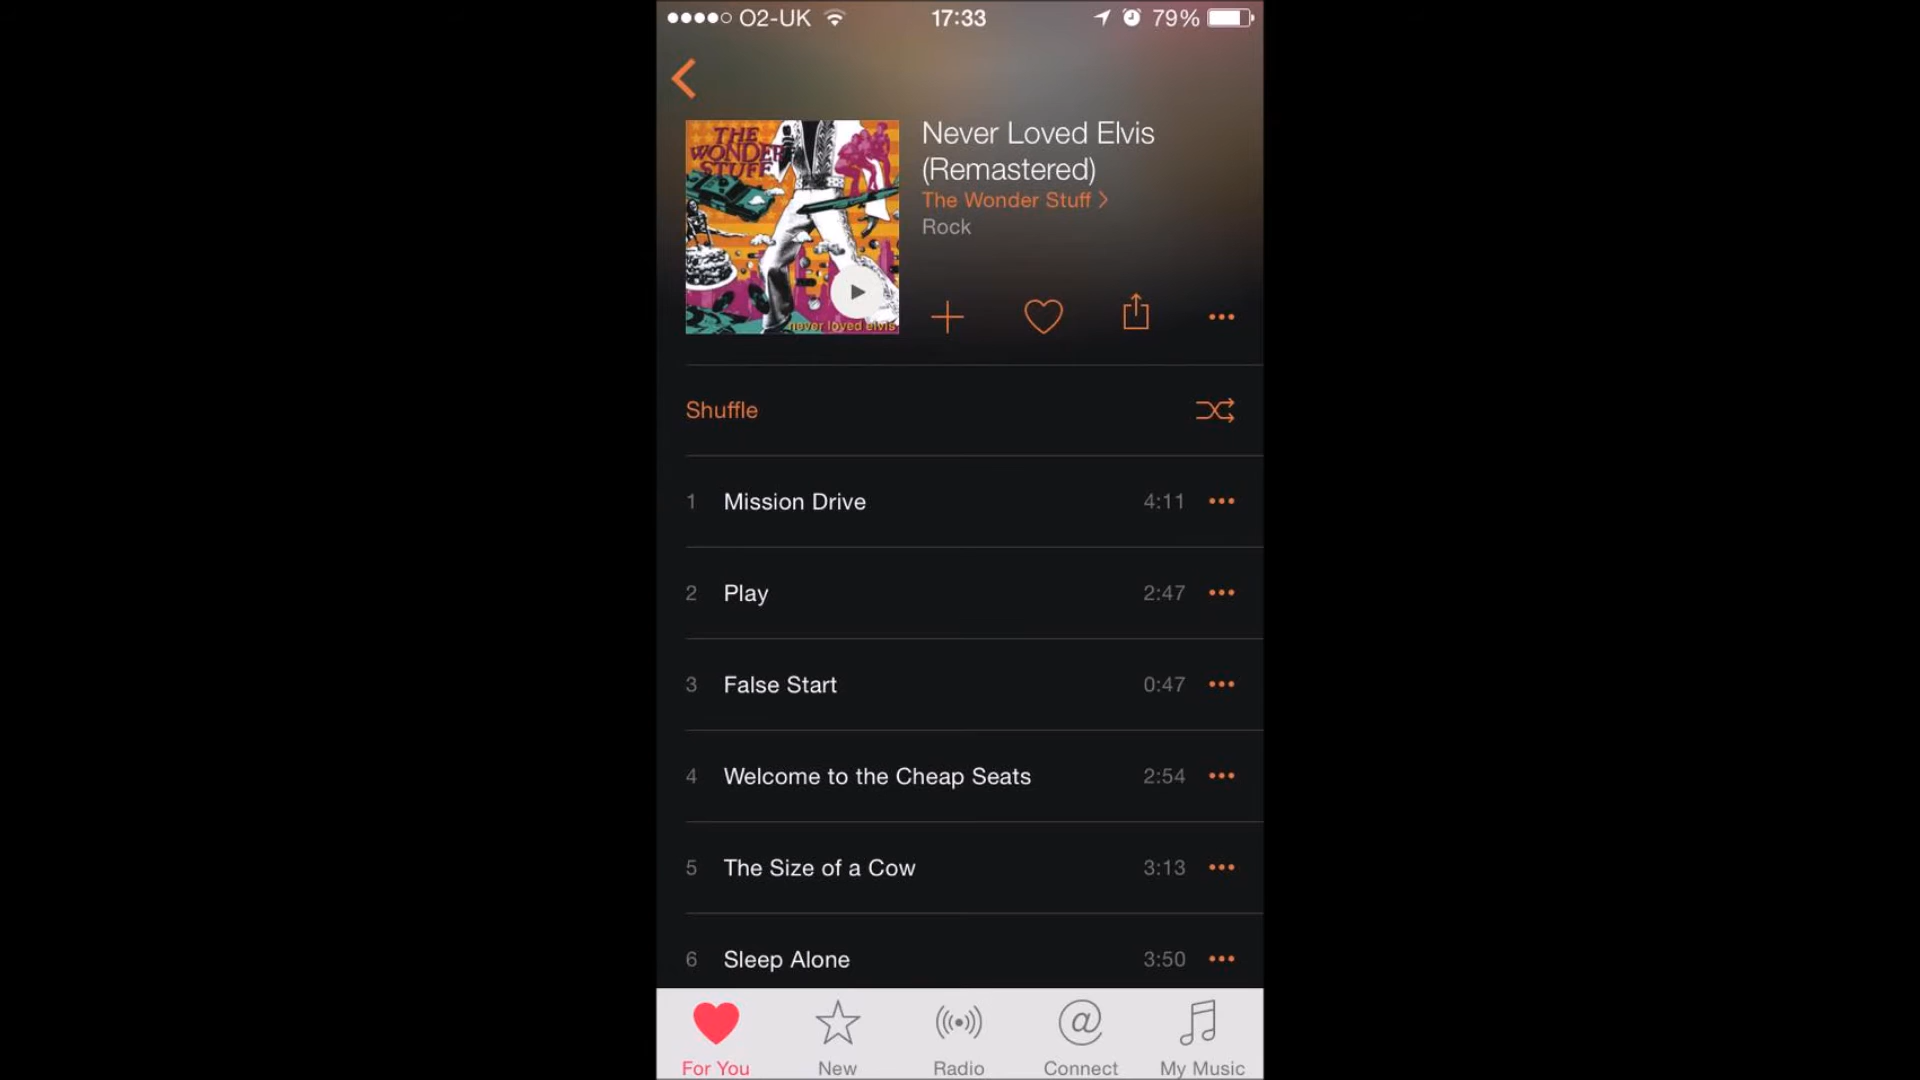 O2-UK 17:33 79%
THE
WONDER
STUFF
never loved elvis
Never Loved Elvis
(Remastered)
The Wonder Stuff
Rock
Shuffle
1 Mission Drive 4:11
2 Play 2:47
3 False Start 0:47
4 Welcome to the Cheap Seats 2:54
5 The Size of a Cow 3:13
6 Sleep Alone 3:50
For You New Radio Connect My Music